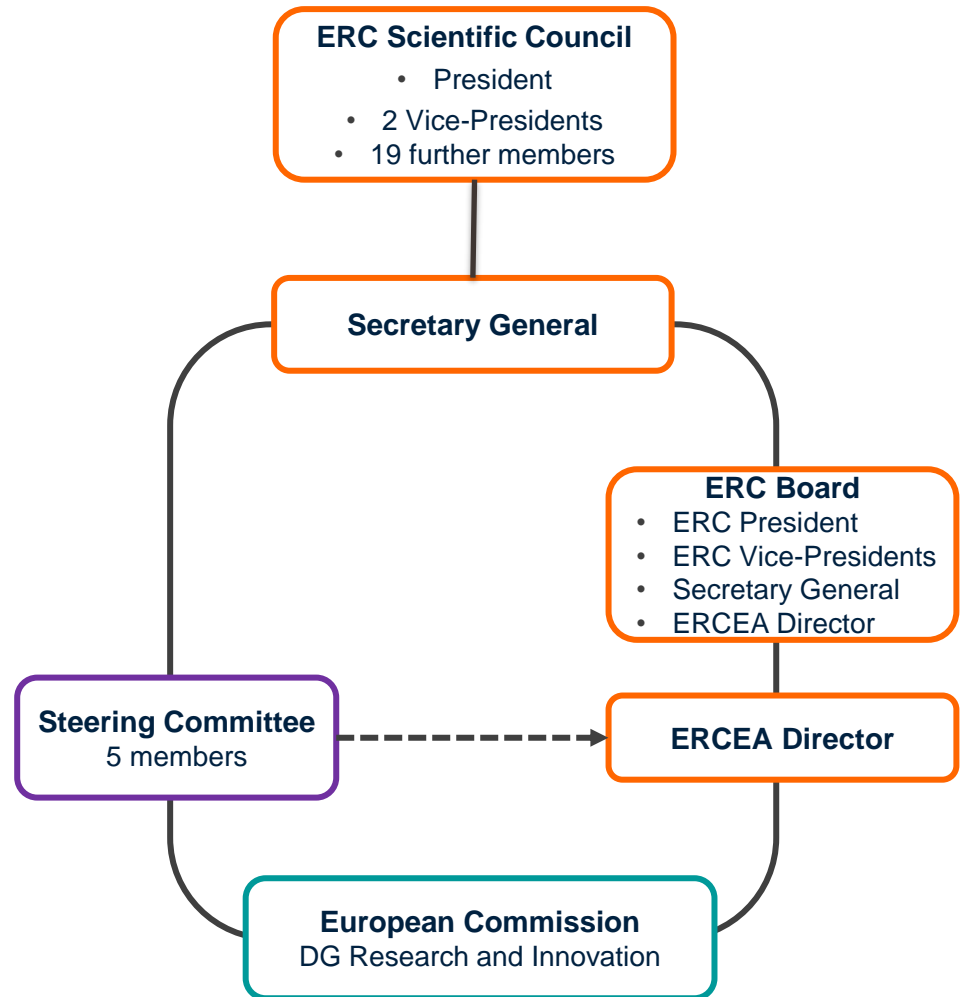 ERC Scientific Council
• President
• 2 Vice-Presidents
• 19 further members
Secretary General
ERC Board
• ERC President
• ERC Vice-Presidents
• Secretary General
• ERCEA Director
Steering Committee
5 members
ERCEA Director
European Commission
DG Research and Innovation